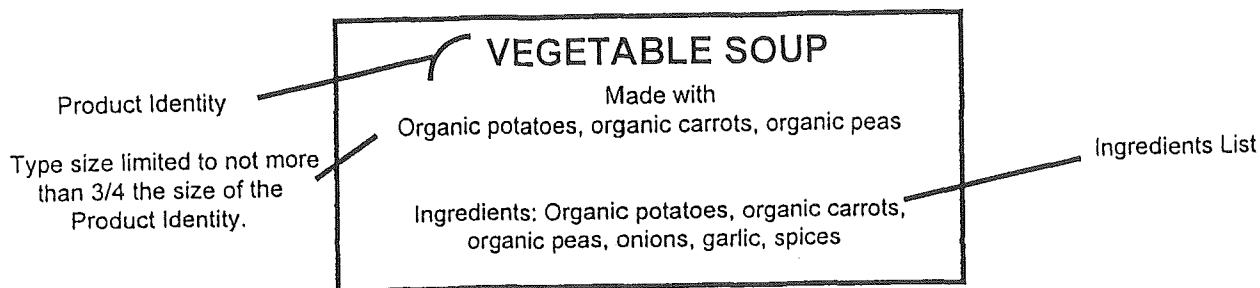 VEGETABLE SOUP
Made with
Organic potatoes, organic carrots, organic peas
Ingredients: Organic potatoes, organic carrots,
organic peas, onions, garlic, spices
Product Identity
Type size limited to not more
than 3/4 the size of the
Product Identity.
Ingredients List